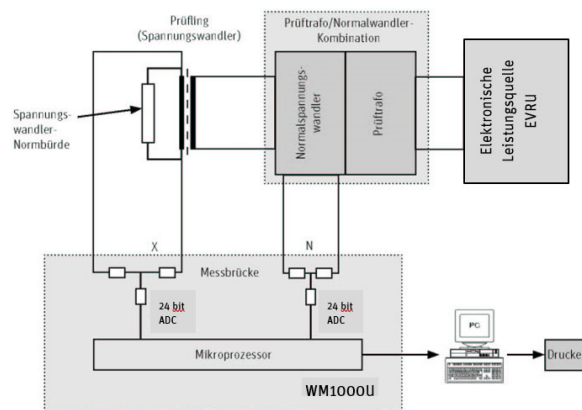 Prüfling
(Spannungswandler)
Prüftrafo/Normalwandler-
Kombination
Spannungs-
wandler-
Normbürde
Normalspannungs-
wandler
Prüftrafo
Elektronische
Leistungsquelle
EVRU
X
N
Messbrücke
24 bit
ADC
24 bit
ADC
Mikroprozessor
WM1000U
PC
Drucke